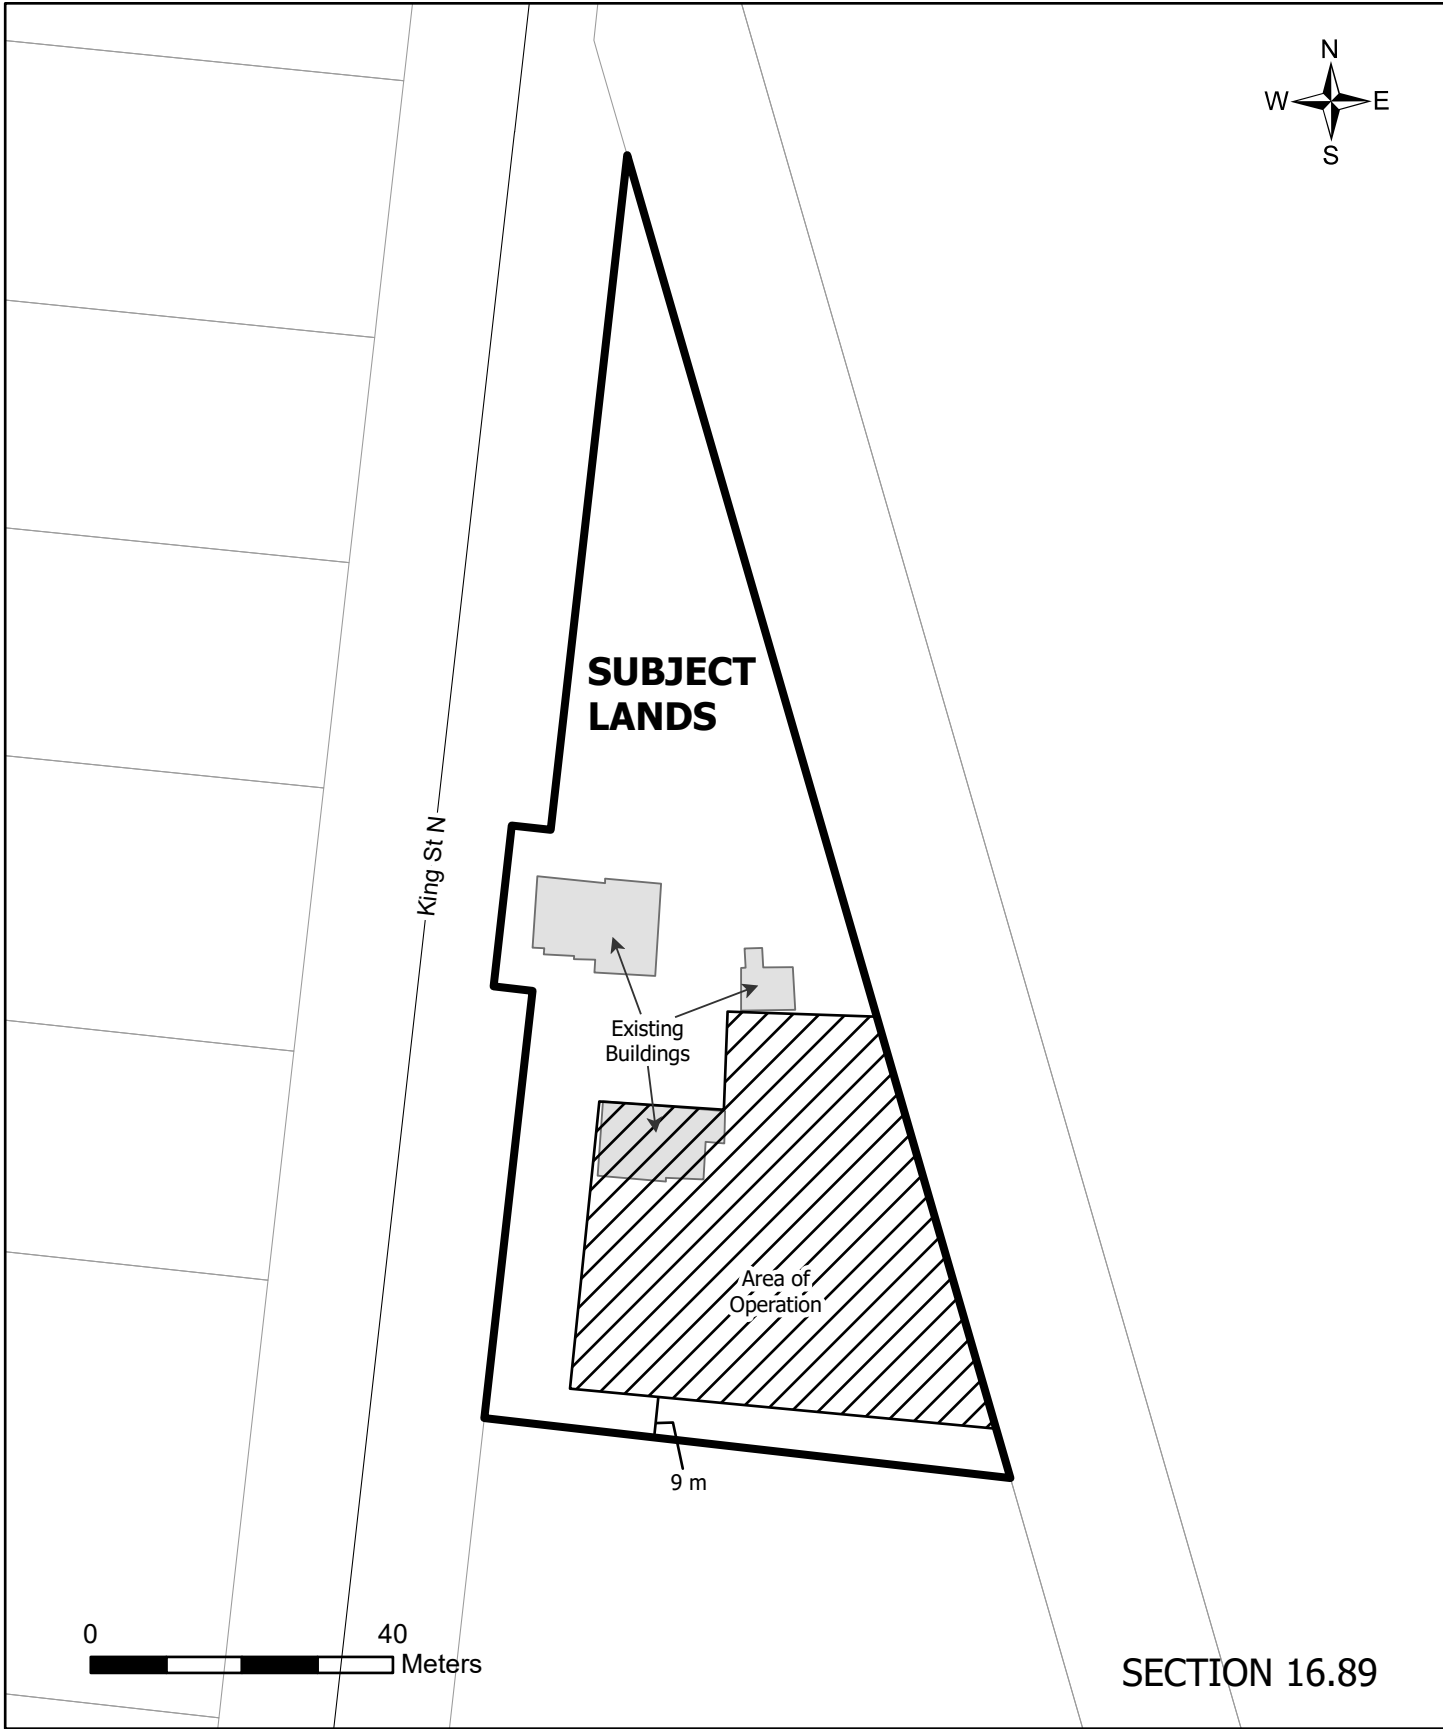 N
W E
S
SUBJECT
LANDS
King St N
Existing
Buildings
Area of
Operation
9 m
0 40
Meters
SECTION 16.89